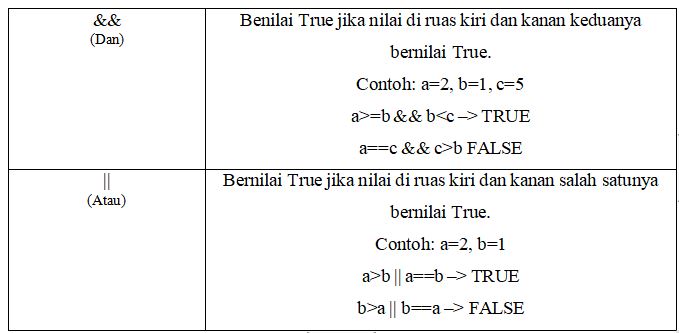 &&
(Dan)
Benilai True jika nilai di ruas kiri dan kanan keduanya
bernilai True.
Contoh: a=2, b=1, c=5
a>=b && b<c –> TRUE
a==c && c>b FALSE
||
(Atau)
Bernilai True jika nilai di ruas kiri dan kanan salah satunya
bernilai True.
Contoh: a=2, b=1
a>b || a==b –> TRUE
b>a || b==a –> FALSE